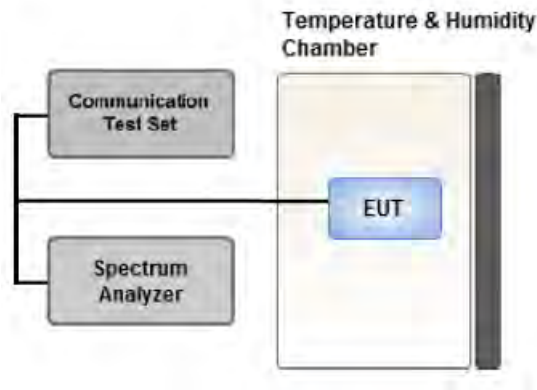 Temperature & Humidity
Chamber
Communication
Test Set
EUT
Spectrum
Analyzer